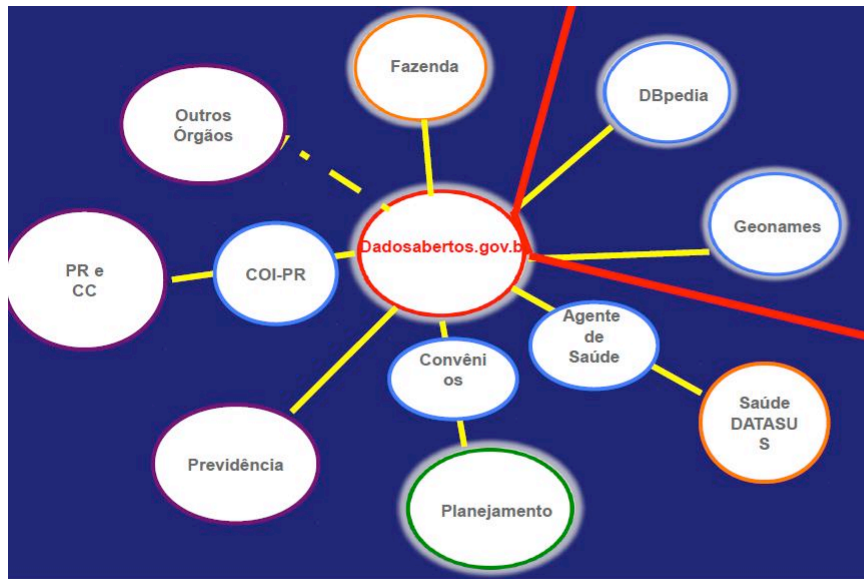 Fazenda
DBpedia
Outros
Órgãos
Geonames
Dadosabertos.gov.b
PR e
CC
COI-PR
Agente
de
Saúde
Convêni
os
Saúde
DATASU
S
Previdência
Planejamento